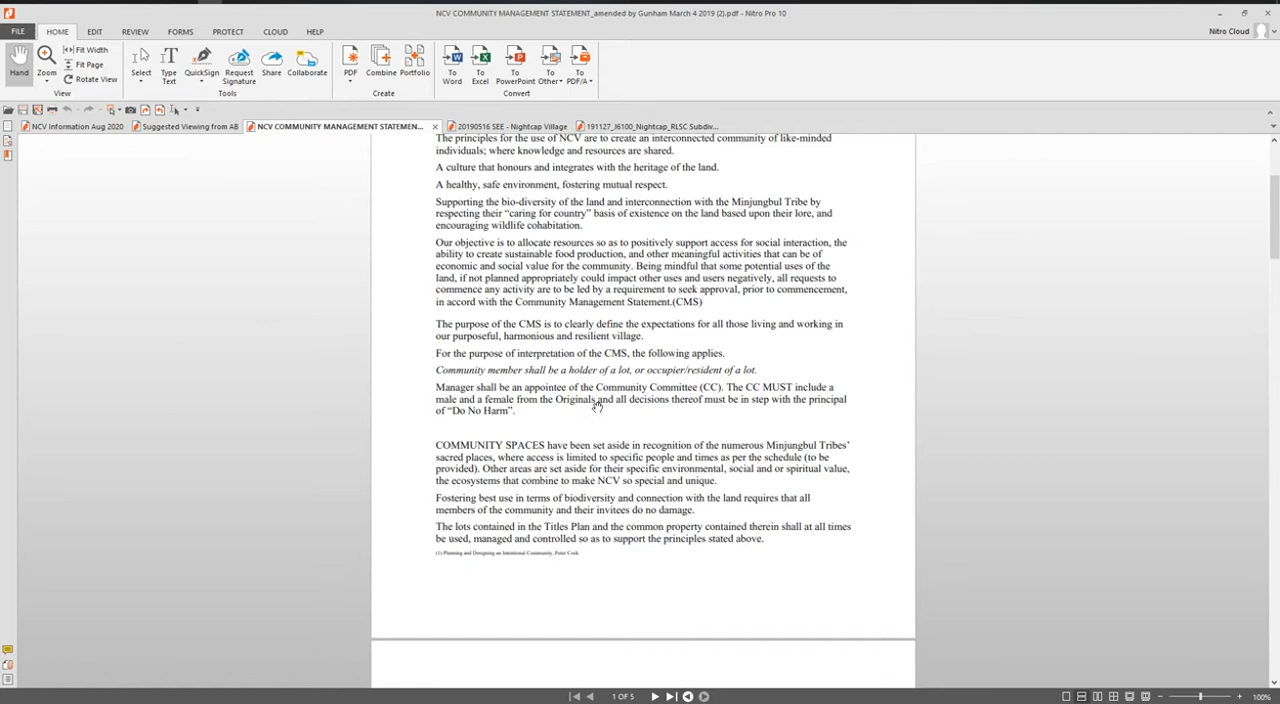 NCV COMMUNITY MANAGEMENT STATEMENT_amended by Gunham March 4 2019 (2).pdf - Nitro Pro 10
FILE HOME EDIT REVIEW FORMS PROTECT CLOUD HELP
Nitro Cloud
Hand
Zoom
Fit Width
Fit Page
Rotate View
View
Select
Type Text
QuickSign
Request Signature
Share
Collaborate
Tools
PDF
Combine
Portfolio
Create
To Word
To Excel
To PowerPoint
To Other
To PDF/A
Convert
NCV Information Aug 2020
Suggested Viewing from AB
NCV COMMUNITY MANAGEMENT STATEMEN...
20190516 SEE - Nightcap Village
191127_J6100_Nightcap_RLSC Subdiv...
The principles for the use of NCV are to create an interconnected community of like-minded
individuals; where knowledge and resources are shared.
A culture that honours and integrates with the heritage of the land.
A healthy, safe environment, fostering mutual respect.
Supporting the bio-diversity of the land and interconnection with the Minjungbul Tribe by
respecting their “caring for country” basis of existence on the land based upon their lore, and
encouraging wildlife cohabitation.
Our objective is to allocate resources so as to positively support access for social interaction, the
ability to create sustainable food production, and other meaningful activities that can be of
economic and social value for the community. Being mindful that some potential uses of the
land, if not planned appropriately could impact other uses and users negatively, all requests to
commence any activity are to be led by a requirement to seek approval, prior to commencement,
in accord with the Community Management Statement.(CMS)
The purpose of the CMS is to clearly define the expectations for all those living and working in
our purposeful, harmonious and resilient village.
For the purpose of interpretation of the CMS, the following applies.
Community member shall be a holder of a lot, or occupier/resident of a lot.
Manager shall be an appointee of the Community Committee (CC). The CC MUST include a
male and a female from the Originals and all decisions thereof must be in step with the principal
of “Do No Harm”.
COMMUNITY SPACES have been set aside in recognition of the numerous Minjungbul Tribes’
sacred places, where access is limited to specific people and times as per the schedule (to be
provided). Other areas are set aside for their specific environmental, social and or spiritual value,
the ecosystems that combine to make NCV so special and unique.
Fostering best use in terms of biodiversity and connection with the land requires that all
members of the community and their invitees do no damage.
The lots contained in the Titles Plan and the common property contained therein shall at all times
be used, managed and controlled so as to support the principles stated above.
(1) Planning and Designing an Intentional Community, Peter Cook.
1 OF 5
100%